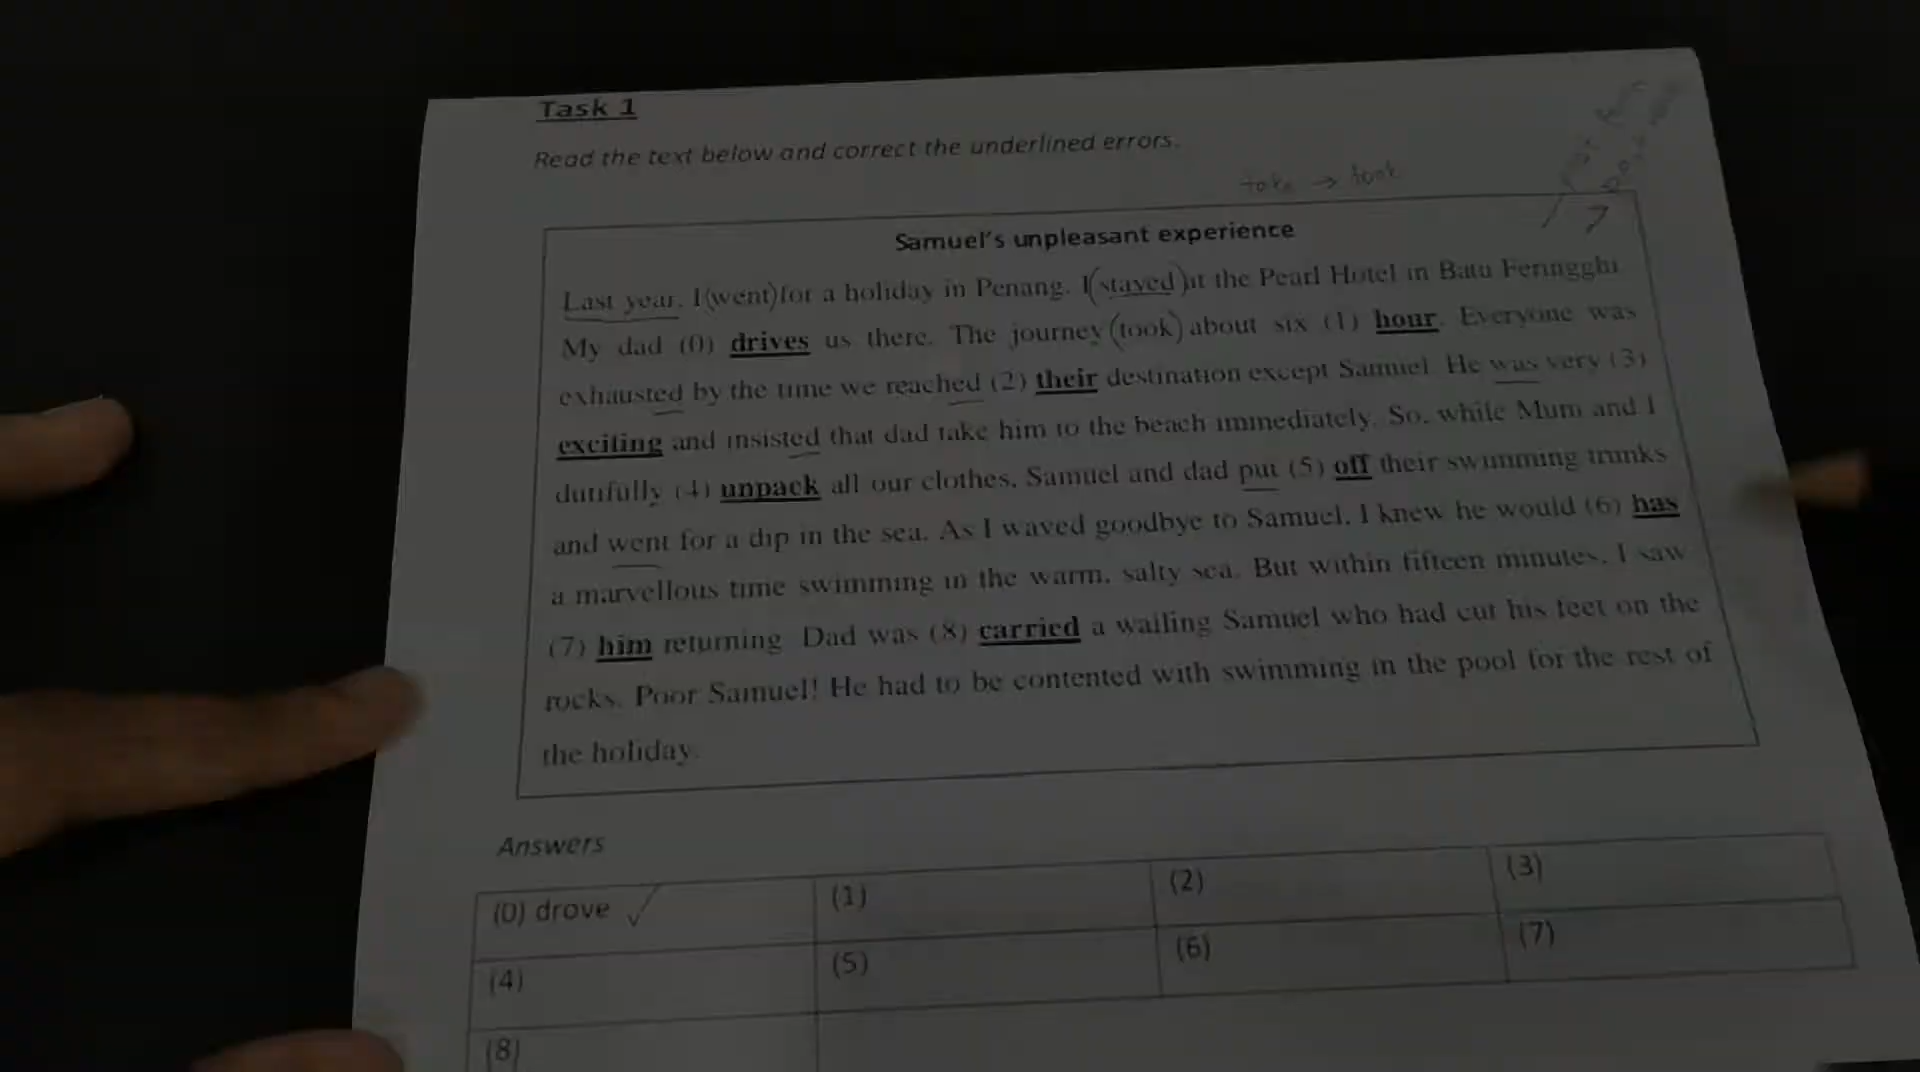 Task 1
Read the text below and correct the underlined errors.
take → took
Samuel's unpleasant experience
Last year, I went for a holiday in Penang. I stayed at the Pearl Hotel in Batu Feringghi.
My dad (0) drives us there. The journey took about six (1) hour. Everyone was
exhausted by the time we reached (2) their destination except Samuel. He was very (3)
exciting and insisted that dad take him to the beach immediately. So, while Mum and I
dutifully (4) unpack all our clothes, Samuel and dad put (5) off their swimming trunks
and went for a dip in the sea. As I waved goodbye to Samuel, I knew he would (6) has
a marvellous time swimming in the warm, salty sea. But within fifteen minutes, I saw
(7) him returning. Dad was (8) carried a wailing Samuel who had cut his feet on the
rocks. Poor Samuel! He had to be contented with swimming in the pool for the rest of
the holiday.
Answers
(0) drove ✓ (1) (2) (3)
(4) (5) (6) (7)
(8)